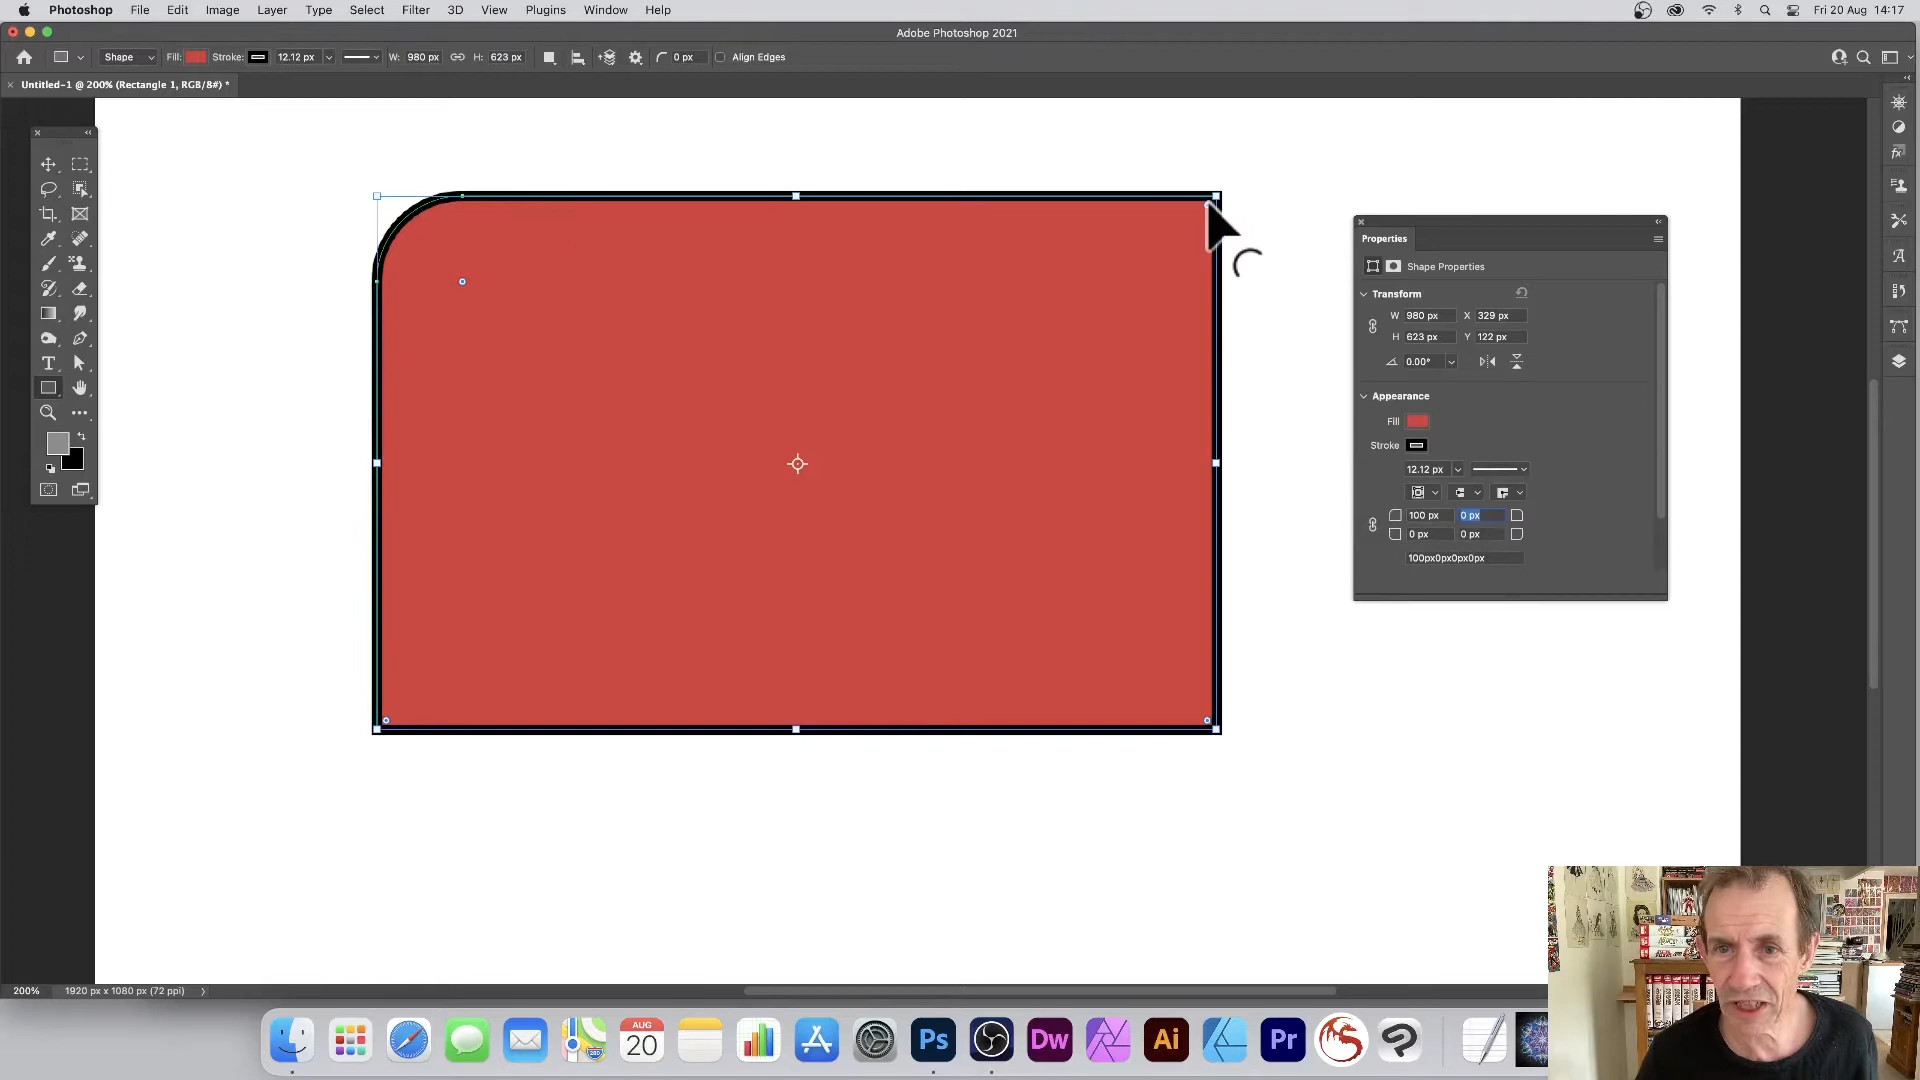 Photoshop File Edit Image Layer Type Select Filter 3D View Plugins Window Help Fri 20 Aug 14:17
Adobe Photoshop 2021
Shape Fill: Stroke: 12.12 px W: 980 px H: 623 px 0 px Align Edges
Untitled-1 @ 200% (Rectangle 1, RGB/8#) *
Properties
Shape Properties
Transform
W 980 px X 329 px
H 623 px Y 122 px
0.00°
Appearance
Fill
Stroke
12.12 px
100 px 0 px
0 px 0 px
100px0px0px0px
200% 1920 px x 1080 px (72 ppi)
AUG
20
Ps
Dw
Ai
Pr